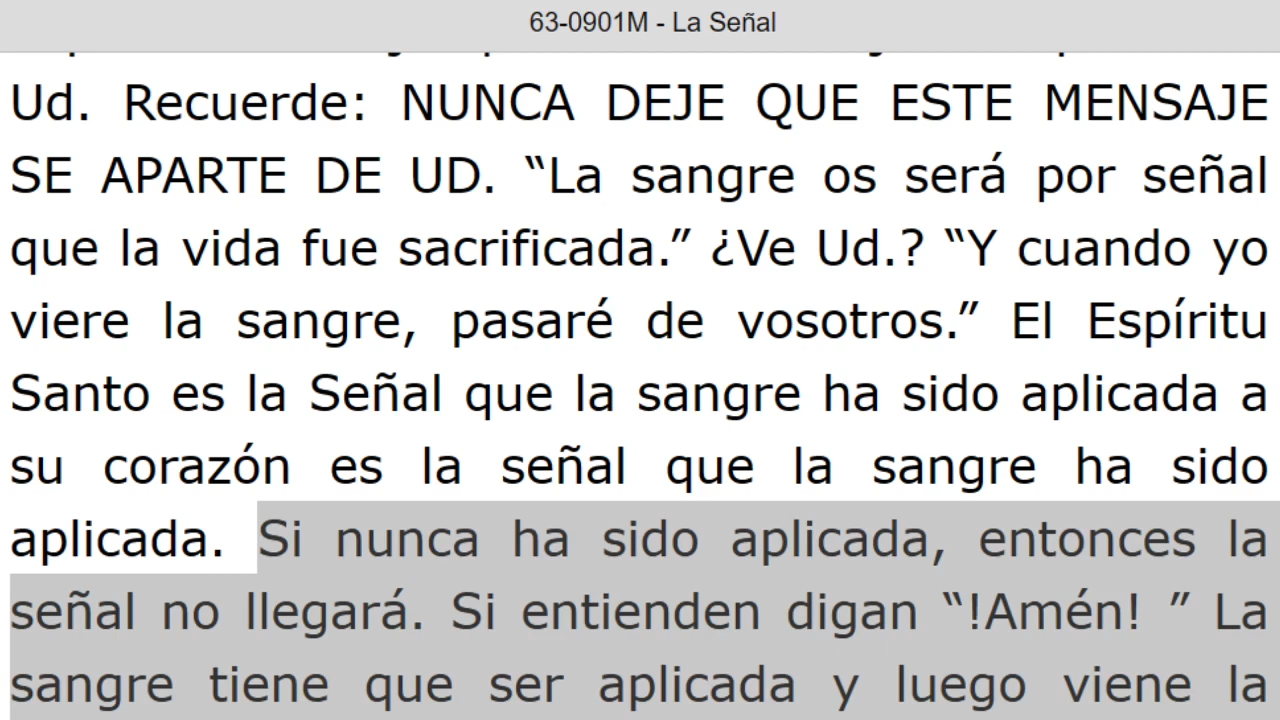 63-0901M - La Señal
Ud. Recuerde: NUNCA DEJE QUE ESTE MENSAJE
SE APARTE DE UD. “La sangre os será por señal
que la vida fue sacrificada.” ¿Ve Ud.? “Y cuando yo
viere la sangre, pasaré de vosotros.” El Espíritu
Santo es la Señal que la sangre ha sido aplicada a
su corazón es la señal que la sangre ha sido
aplicada. Si nunca ha sido aplicada, entonces la
señal no llegará. Si entienden digan “!Amén! ” La
sangre tiene que ser aplicada y luego viene la